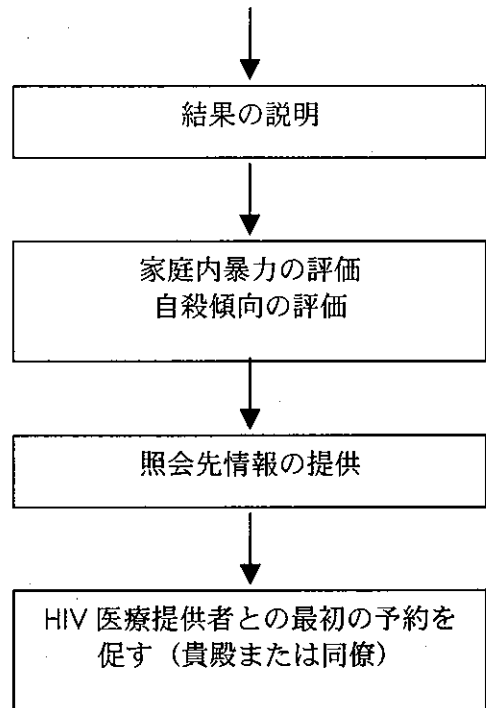 結果の説明
家庭内暴力の評価
自殺傾向の評価
照会先情報の提供
HIV 医療提供者との最初の予約を
促す（貴殿または同僚）